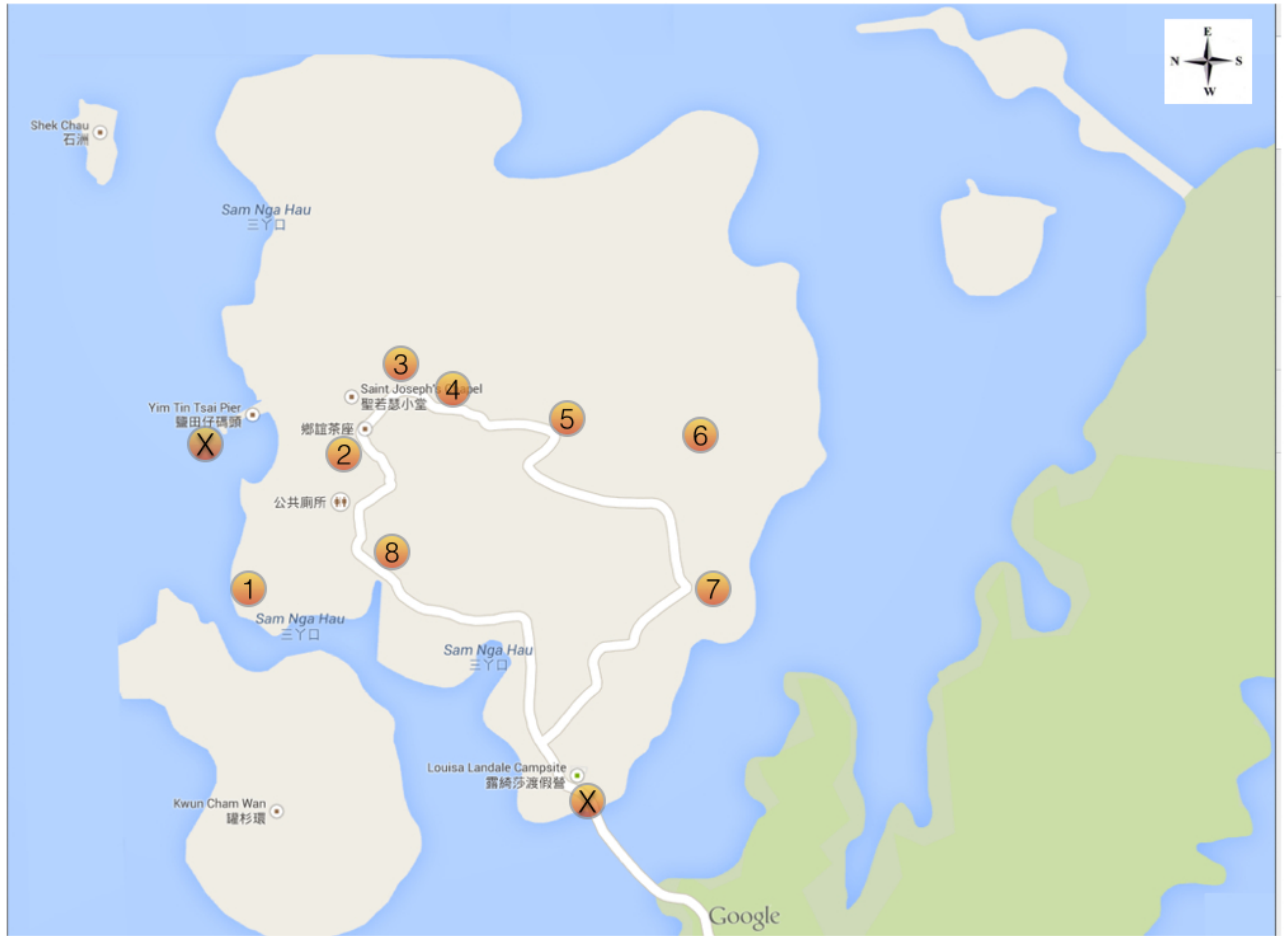 E
N S
W
Shek Chau
石洲
Sam Nga Hau
三丫口
3
Saint Joseph's Chapel
聖若瑟小堂
4
Yim Tin Tsai Pier
鹽田仔碼頭
X
鄉誼茶座
2
5
6
公共廁所
8
1
7
Sam Nga Hau
三丫口
Sam Nga Hau
三丫口
Louisa Landale Campsite
露綺莎渡假營
X
Kwun Cham Wan
罐杉環
Google